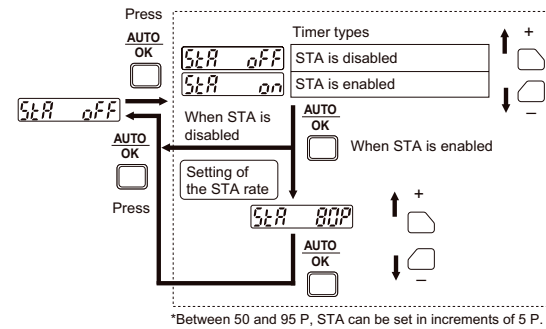 Press
AUTO
OK
Timer types
+
StA oFF
STA is disabled
StA on
STA is enabled
−
StA oFF
When STA is
disabled
AUTO
OK
When STA is enabled
AUTO
OK
Press
Setting of
the STA rate
StA 80P
+
AUTO
OK
−
*Between 50 and 95 P, STA can be set in increments of 5 P.